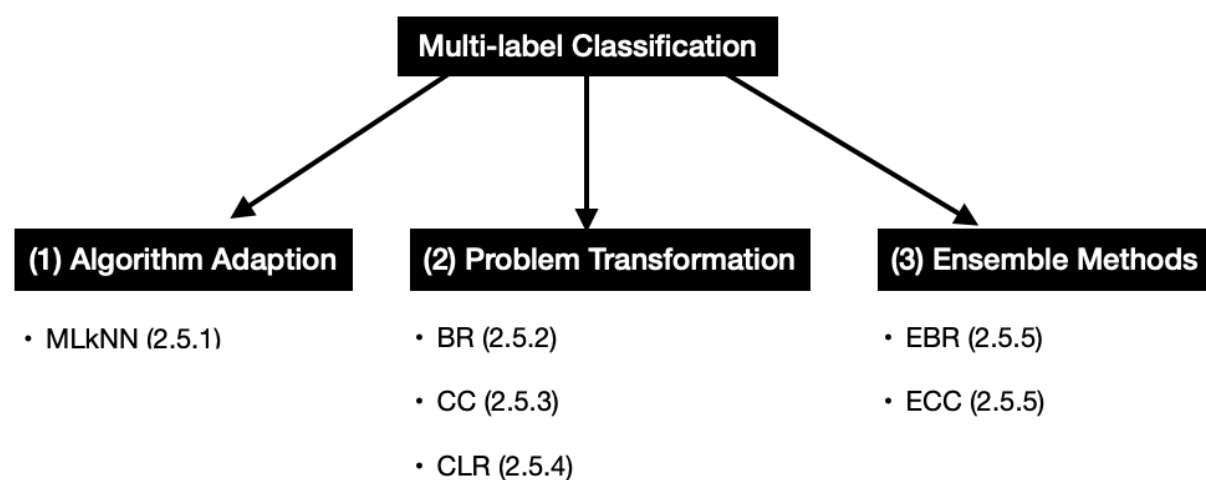 Multi-label Classification
(1) Algorithm Adaption
• MLkNN (2.5.1)
(2) Problem Transformation
• BR (2.5.2)
• CC (2.5.3)
• CLR (2.5.4)
(3) Ensemble Methods
• EBR (2.5.5)
• ECC (2.5.5)